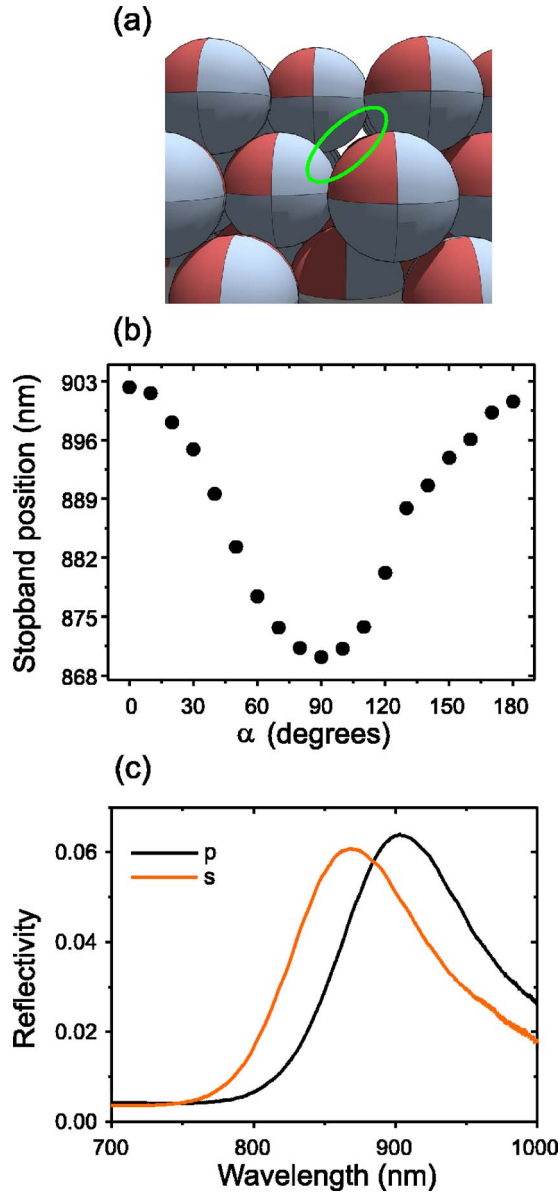 (a)
(b)
Stopband position (nm)
903
896
889
882
875
868
0 30 60 90 120 150 180
α (degrees)
(c)
p
s
Reflectivity
0.06
0.04
0.02
0.00
700 800 900 1000
Wavelength (nm)